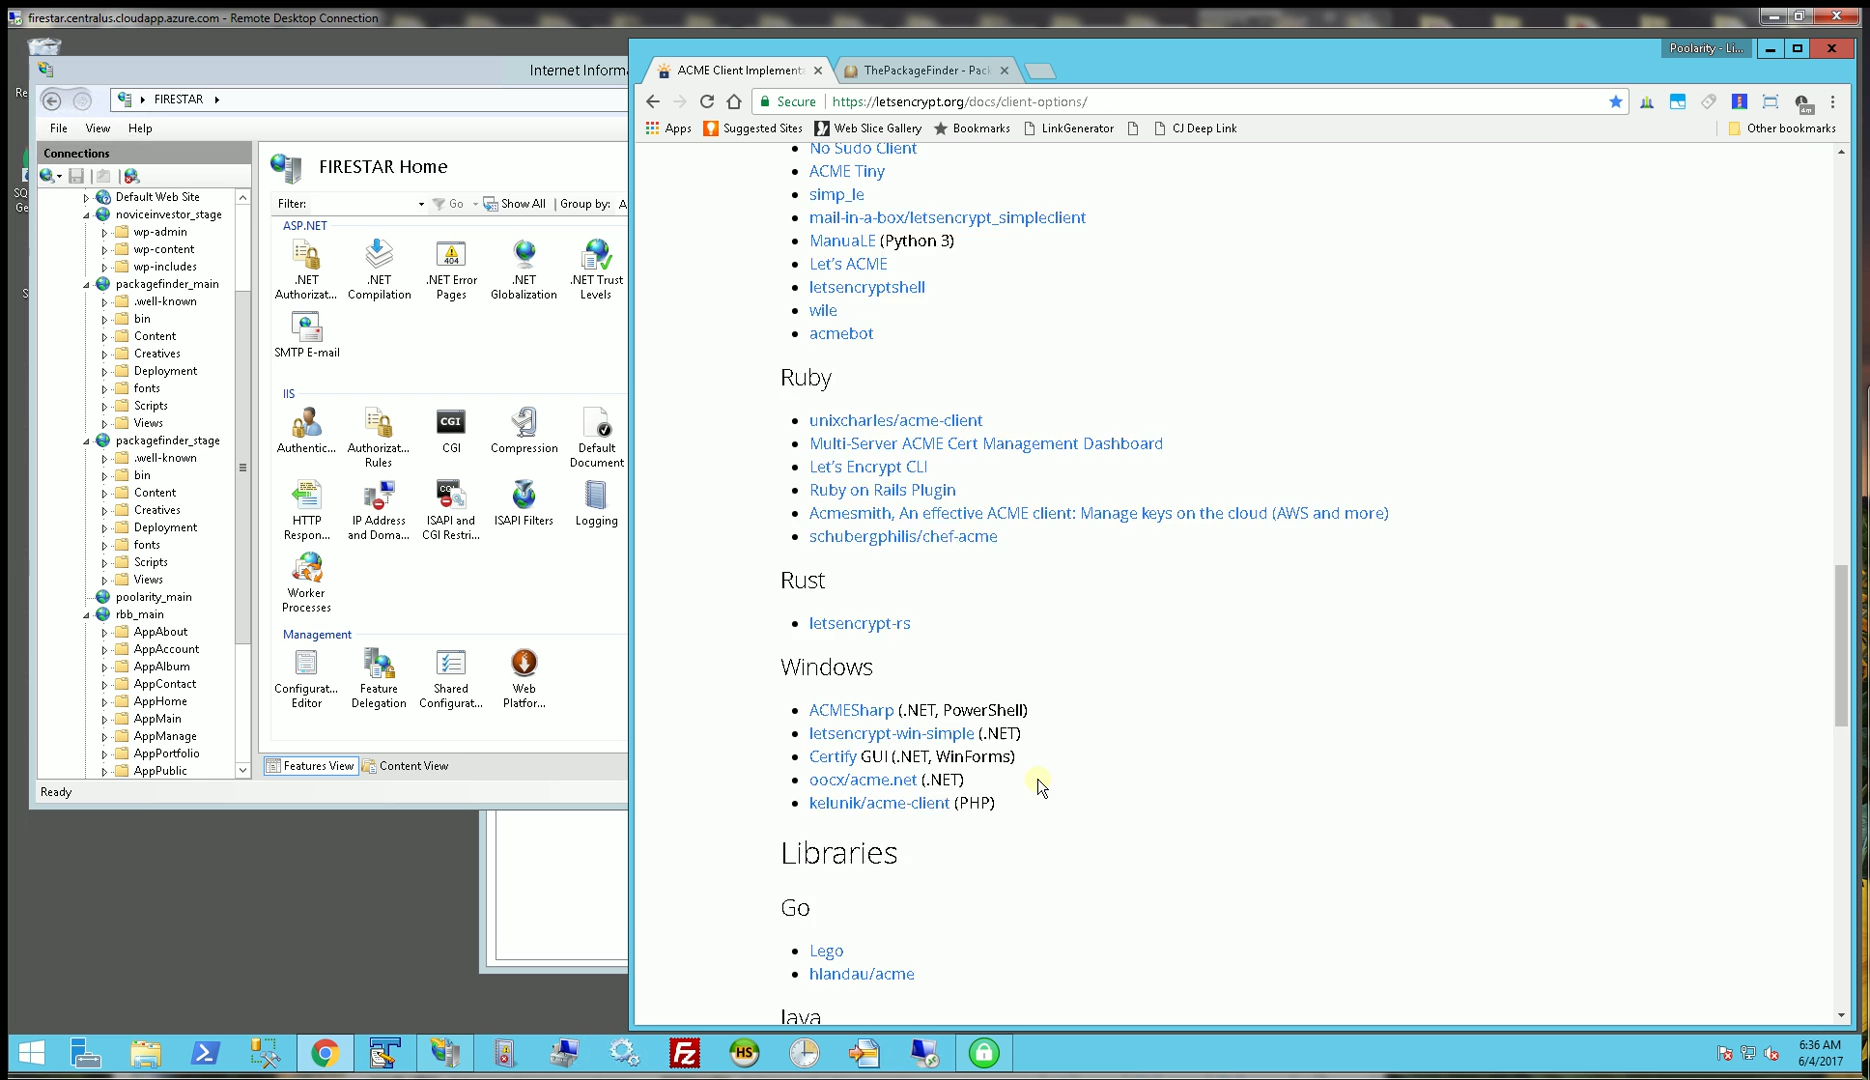 firestar.centralus.cloudapp.azure.com - Remote Desktop Connection
Internet Informa
FIRESTAR
File View Help
Connections
Default Web Site
noviceinvestor_stage
wp-admin
wp-content
wp-includes
packagefinder_main
.well-known
bin
Content
Creatives
Deployment
fonts
Scripts
Views
packagefinder_stage
.well-known
bin
Content
Creatives
Deployment
fonts
Scripts
Views
poolarity_main
rbb_main
AppAbout
AppAccount
AppAlbum
AppContact
AppHome
AppMain
AppManage
AppPortfolio
AppPublic
Ready
FIRESTAR Home
Filter: Go Show All Group by: A
ASP.NET
.NET Authorizat...
.NET Compilation
404
.NET Error Pages
.NET Globalization
.NET Trust Levels
SMTP E-mail
IIS
Authentic...
Authorizat... Rules
CGI
CGI
Compression
Default Document
HTTP Respon...
IP Address and Doma...
ISAPI and CGI Restri...
ISAPI Filters
Logging
Worker Processes
Management
Configurat... Editor
Feature Delegation
Shared Configurat...
Web Platfor...
Features View Content View
Poolarity - Li...
ACME Client Implementa
ThePackageFinder - Pack
Secure https://letsencrypt.org/docs/client-options/
Apps Suggested Sites Web Slice Gallery Bookmarks LinkGenerator CJ Deep Link Other bookmarks
No Sudo Client
ACME Tiny
simp_le
mail-in-a-box/letsencrypt_simpleclient
ManuaLE (Python 3)
Let's ACME
letsencryptshell
wile
acmebot
Ruby
unixcharles/acme-client
Multi-Server ACME Cert Management Dashboard
Let's Encrypt CLI
Ruby on Rails Plugin
Acmesmith, An effective ACME client: Manage keys on the cloud (AWS and more)
schubergphilis/chef-acme
Rust
letsencrypt-rs
Windows
ACMESharp (.NET, PowerShell)
letsencrypt-win-simple (.NET)
Certify GUI (.NET, WinForms)
oocx/acme.net (.NET)
kelunik/acme-client (PHP)
Libraries
Go
Lego
hlandau/acme
Java
Fz
HS
6:36 AM
6/4/2017